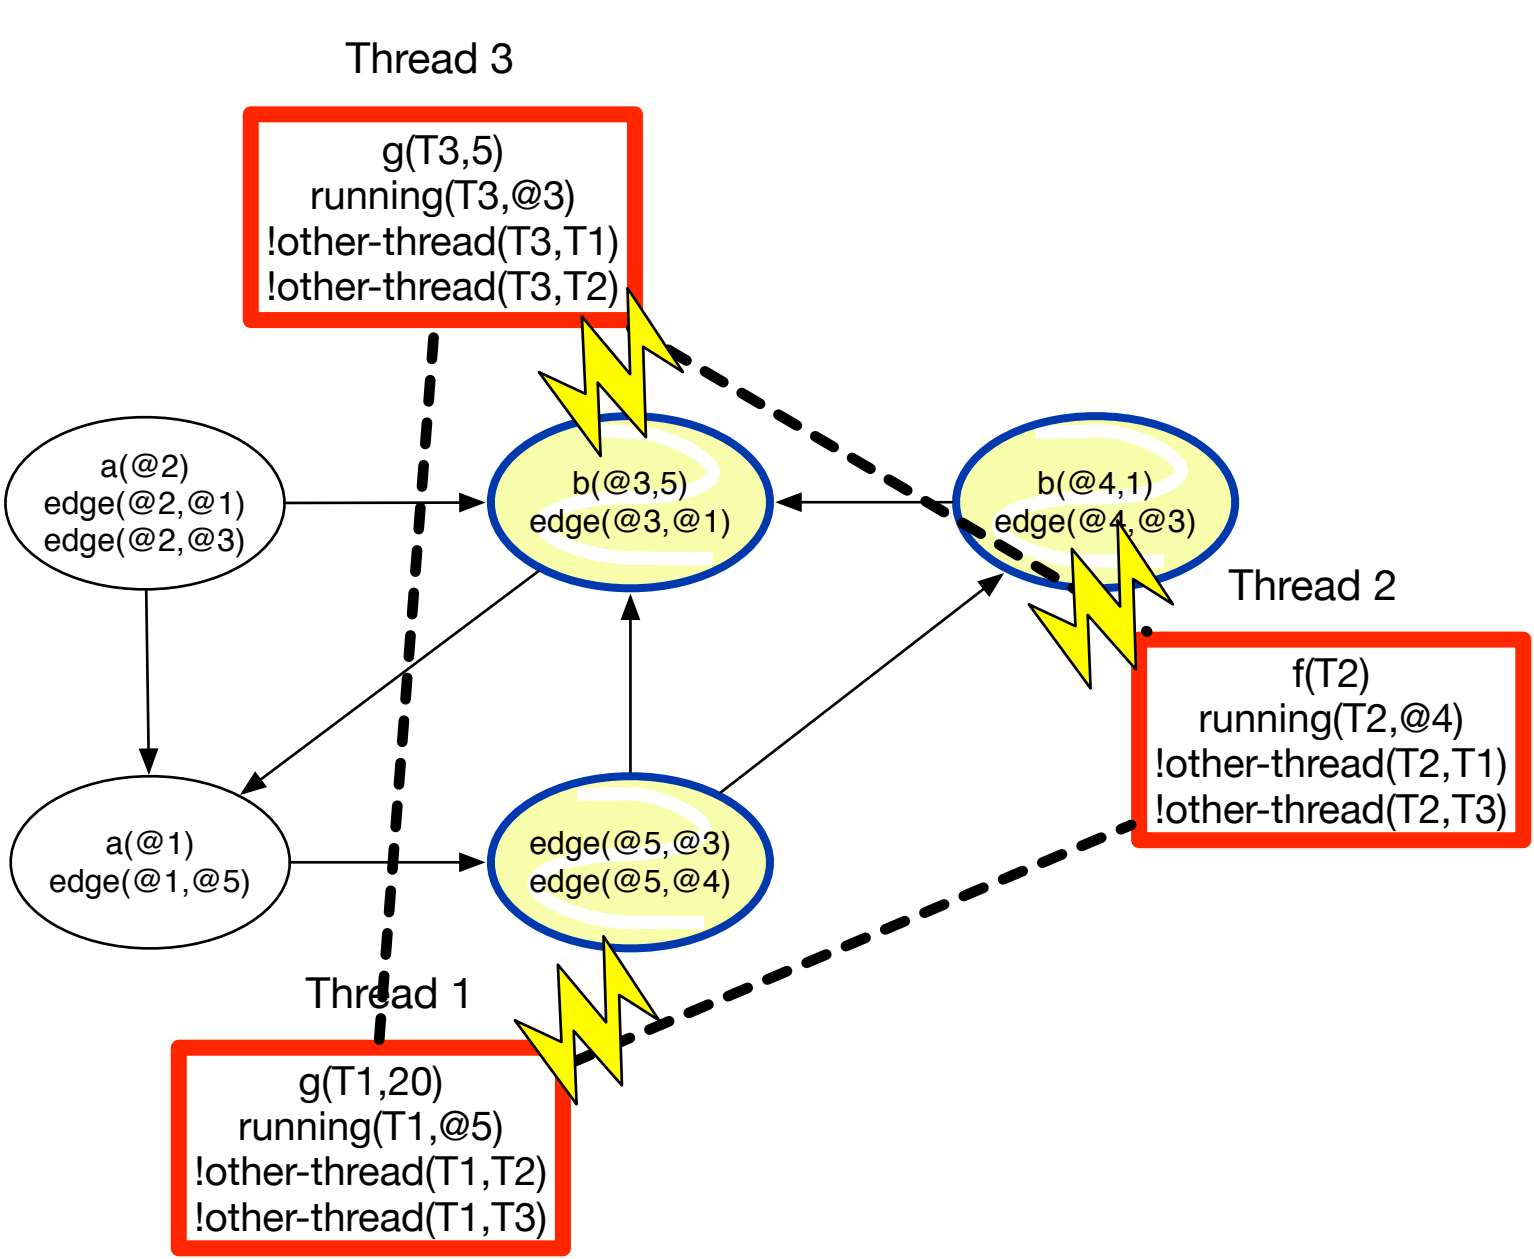 Thread 3
g(T3,5)
running(T3,@3)
!other-thread(T3,T1)
!other-thread(T3,T2)
a(@2)
edge(@2,@1)
edge(@2,@3)
b(@3,5)
edge(@3,@1)
b(@4,1)
edge(@4,@3)
Thread 2
f(T2)
running(T2,@4)
!other-thread(T2,T1)
!other-thread(T2,T3)
a(@1)
edge(@1,@5)
edge(@5,@3)
edge(@5,@4)
Thread 1
g(T1,20)
running(T1,@5)
!other-thread(T1,T2)
!other-thread(T1,T3)